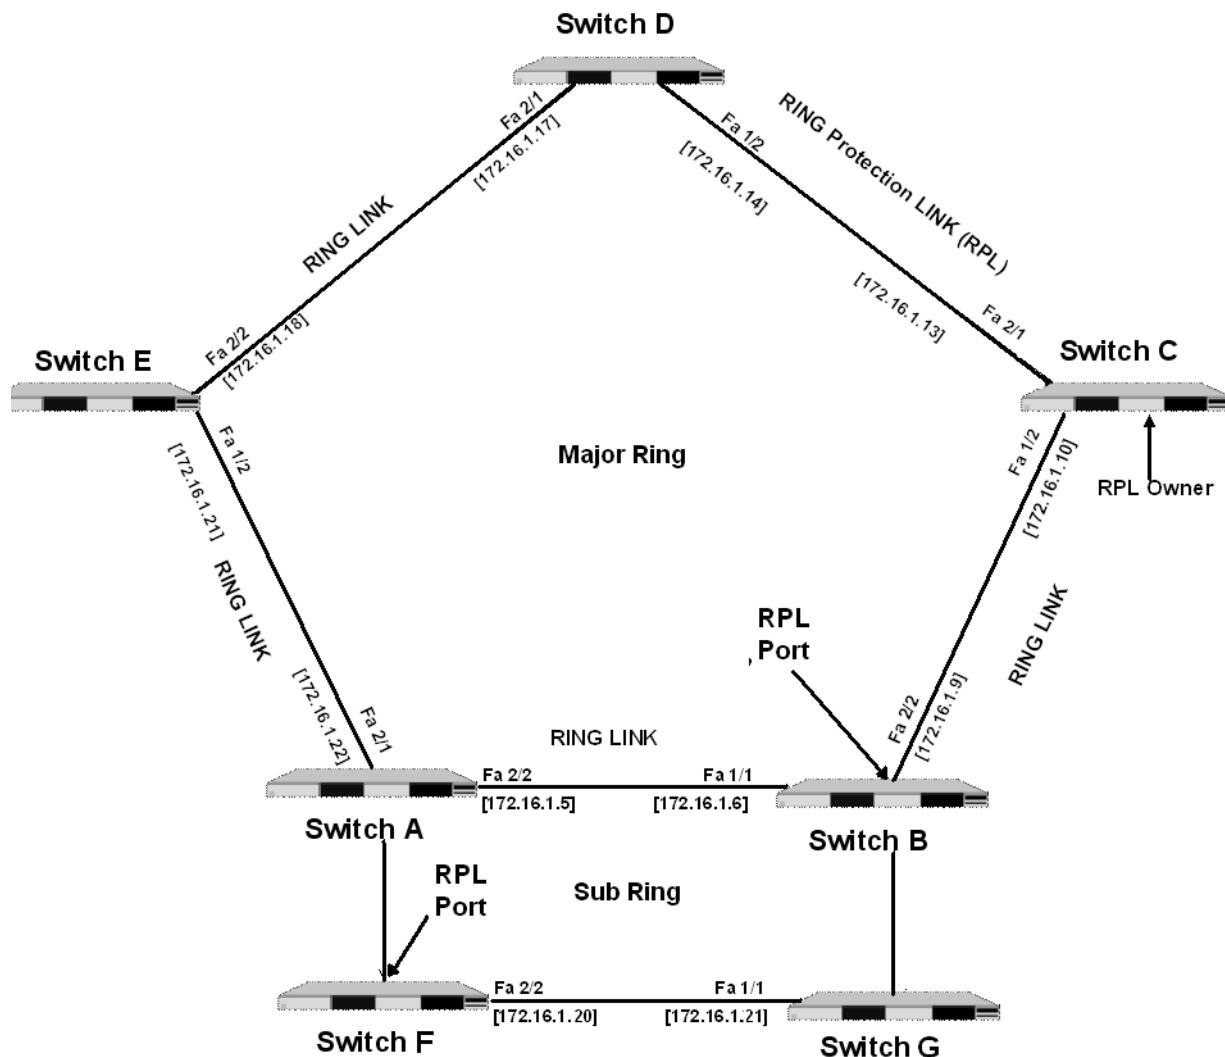 Switch D
Fa 2/1
[172.16.1.17]
Fa 1/2
[172.16.1.14]
RING Protection LINK (RPL)
RING LINK
[172.16.1.13]
Fa 2/1
Fa 2/2
[172.16.1.18]
Switch E
Switch C
Fa 1/2
[172.16.1.21]
Major Ring
Fa 1/2
[172.16.1.10]
RPL Owner
RING LINK
RPL
Port
,
RING LINK
[172.16.1.22]
Fa 2/1
Fa 2/2
[172.16.1.9]
RING LINK
Fa 2/2
Fa 1/1
[172.16.1.5]
[172.16.1.6]
Switch A
Switch B
RPL
Port
Sub Ring
Fa 2/2
Fa 1/1
[172.16.1.20]
[172.16.1.21]
Switch F
Switch G